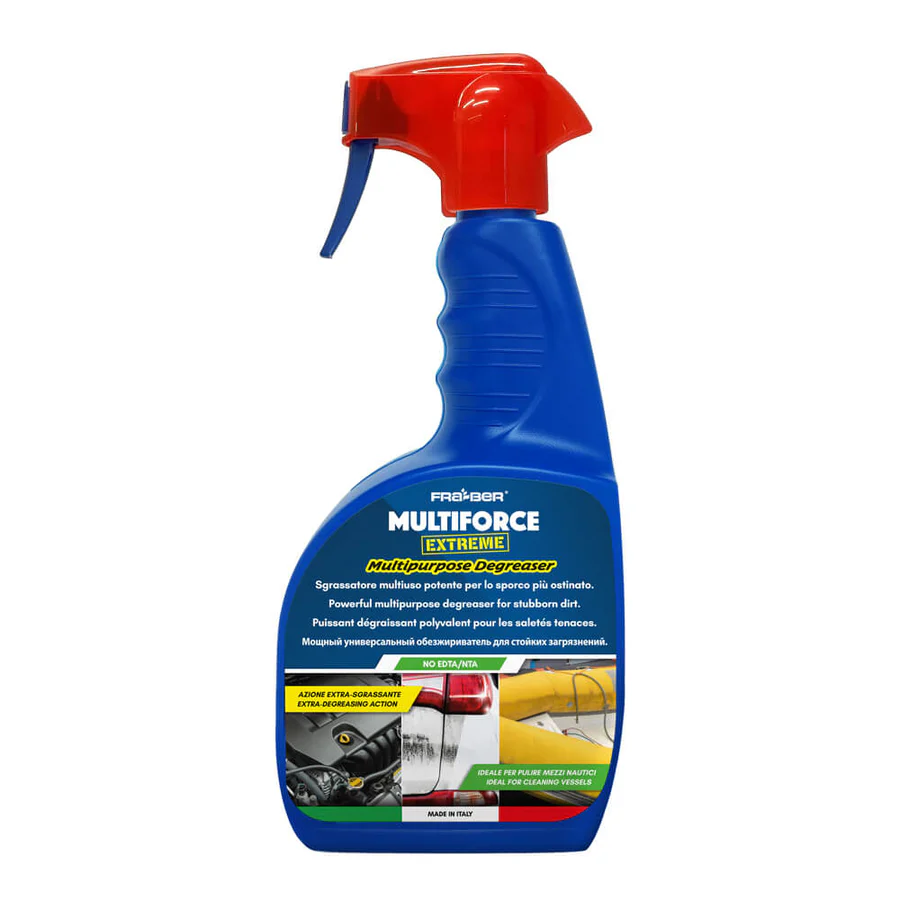 FRA-BER®
MULTIFORCE
EXTREME
Multipurpose Degreaser
Sgrassatore multiuso potente per lo sporco più ostinato.
Powerful multipurpose degreaser for stubborn dirt.
Puissant dégraissant polyvalent pour les saletés tenaces.
Мощный универсальный обезжириватель для стойких загрязнений.
NO EDTA/NTA
AZIONE EXTRA-SGRASSANTE
EXTRA-DEGREASING ACTION
IDEALE PER PULIRE MEZZI NAUTICI
IDEAL FOR CLEANING VESSELS
MADE IN ITALY